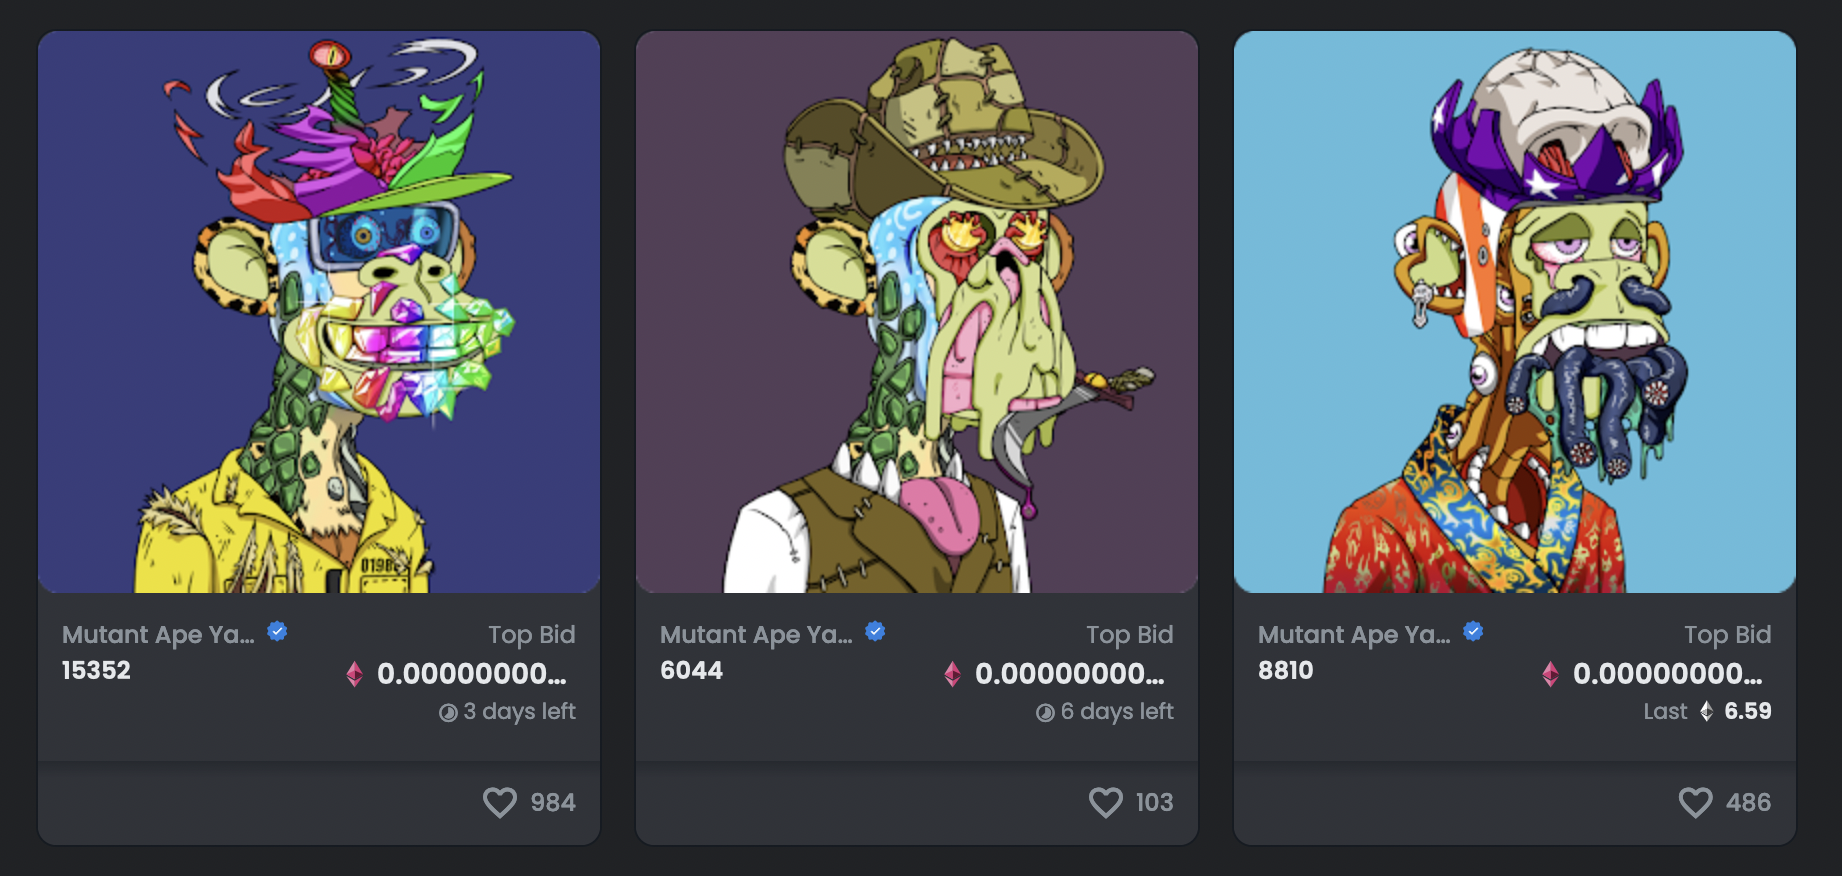 0198
Mutant Ape Ya...
Top Bid
15352
0.00000000...
3 days left
984
Mutant Ape Ya...
Top Bid
6044
0.00000000...
6 days left
103
Mutant Ape Ya...
Top Bid
8810
0.00000000...
Last 6.59
486